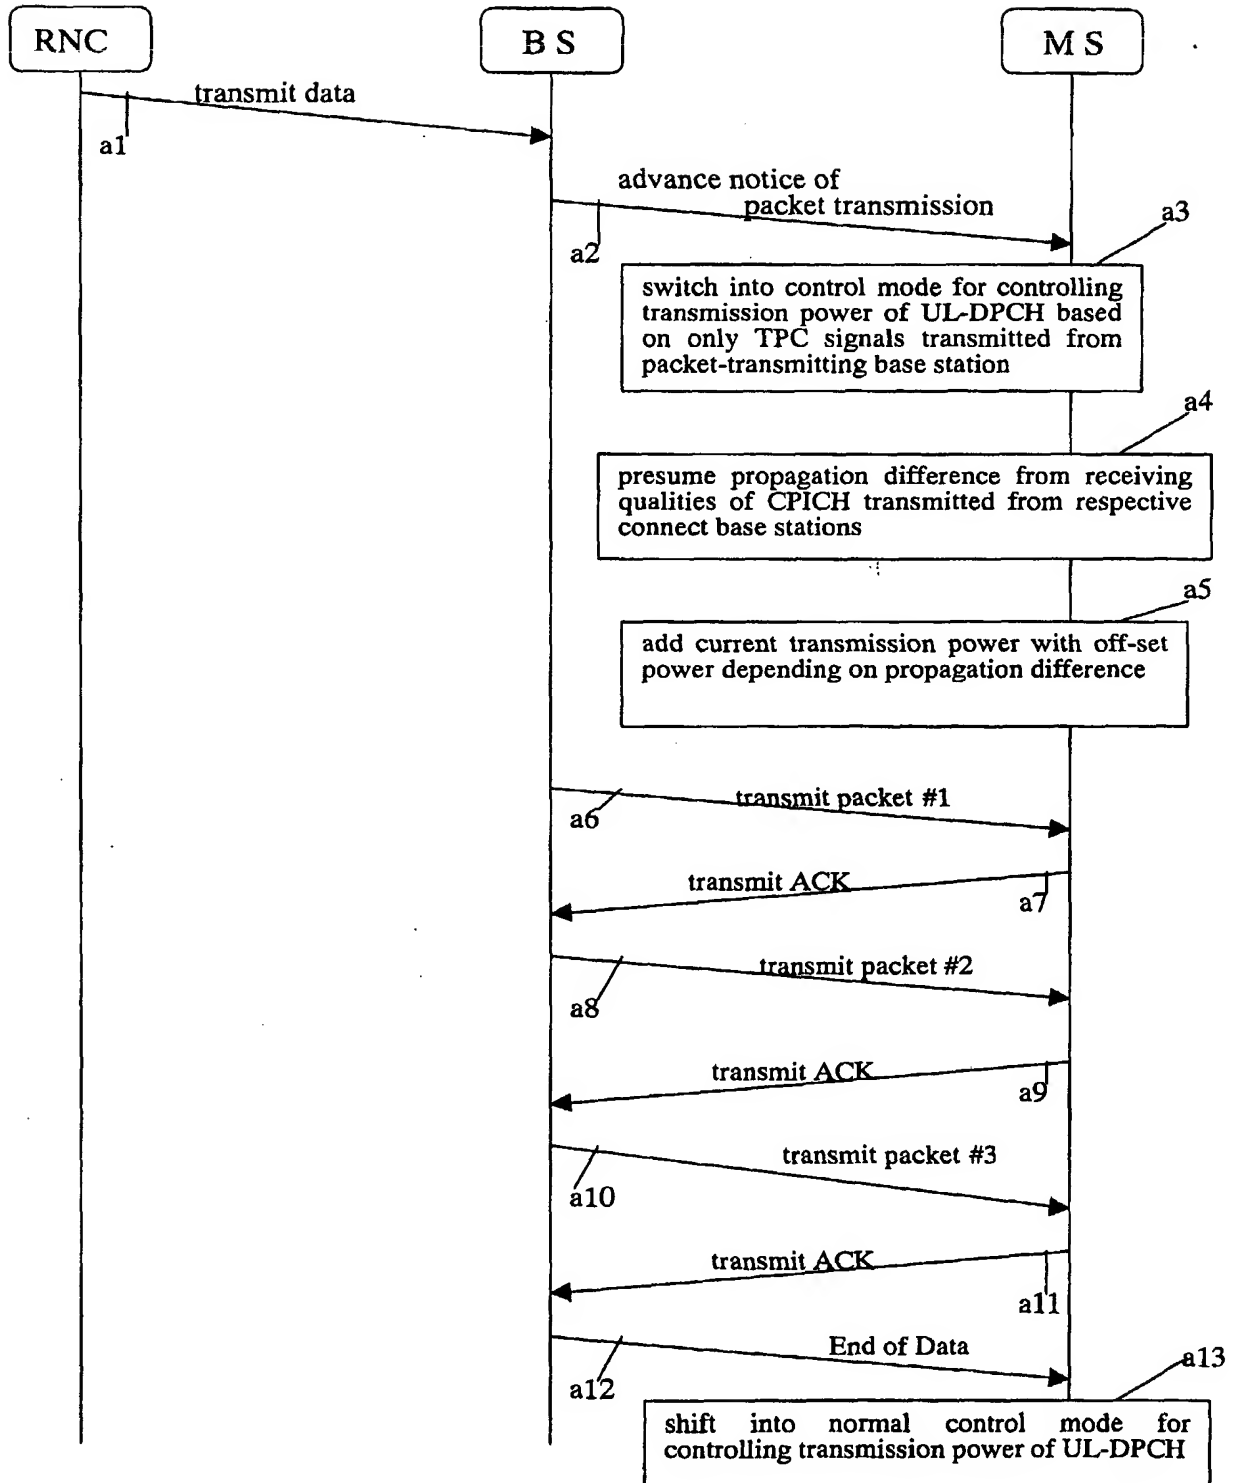 RNC
B S
M S
transmit data
a1
advance notice of
packet transmission
a2
a3
switch into control mode for controlling
transmission power of UL-DPCH based
on only TPC signals transmitted from
packet-transmitting base station
a4
presume propagation difference from receiving
qualities of CPICH transmitted from respective
connect base stations
a5
add current transmission power with off-set
power depending on propagation difference
transmit packet #1
a6
transmit ACK
a7
transmit packet #2
a8
transmit ACK
a9
transmit packet #3
a10
transmit ACK
a11
End of Data
a12
a13
shift into normal control mode for
controlling transmission power of UL-DPCH